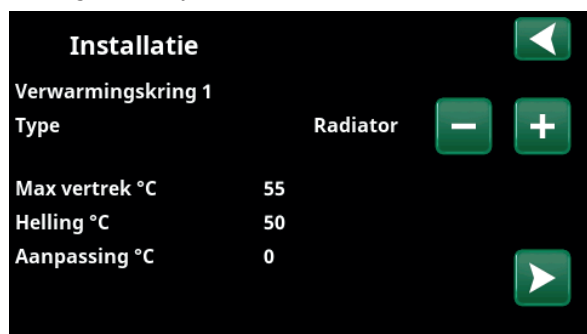 Installatie
Verwarmingskring 1
Type Radiator
Max vertrek °C 55
Helling °C 50
Aanpassing °C 0